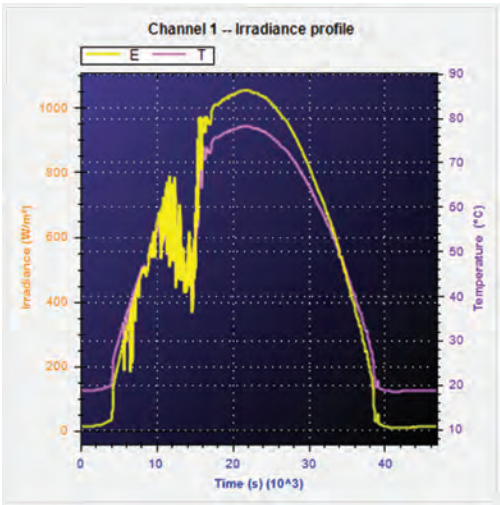 Channel 1 -- Irradiance profile
E T
1000
800
600
400
200
0
Irradiance (W/m²)
90
80
70
60
50
40
30
20
10
Temperature (°C)
0 10 20 30 40
Time (s) (10^3)